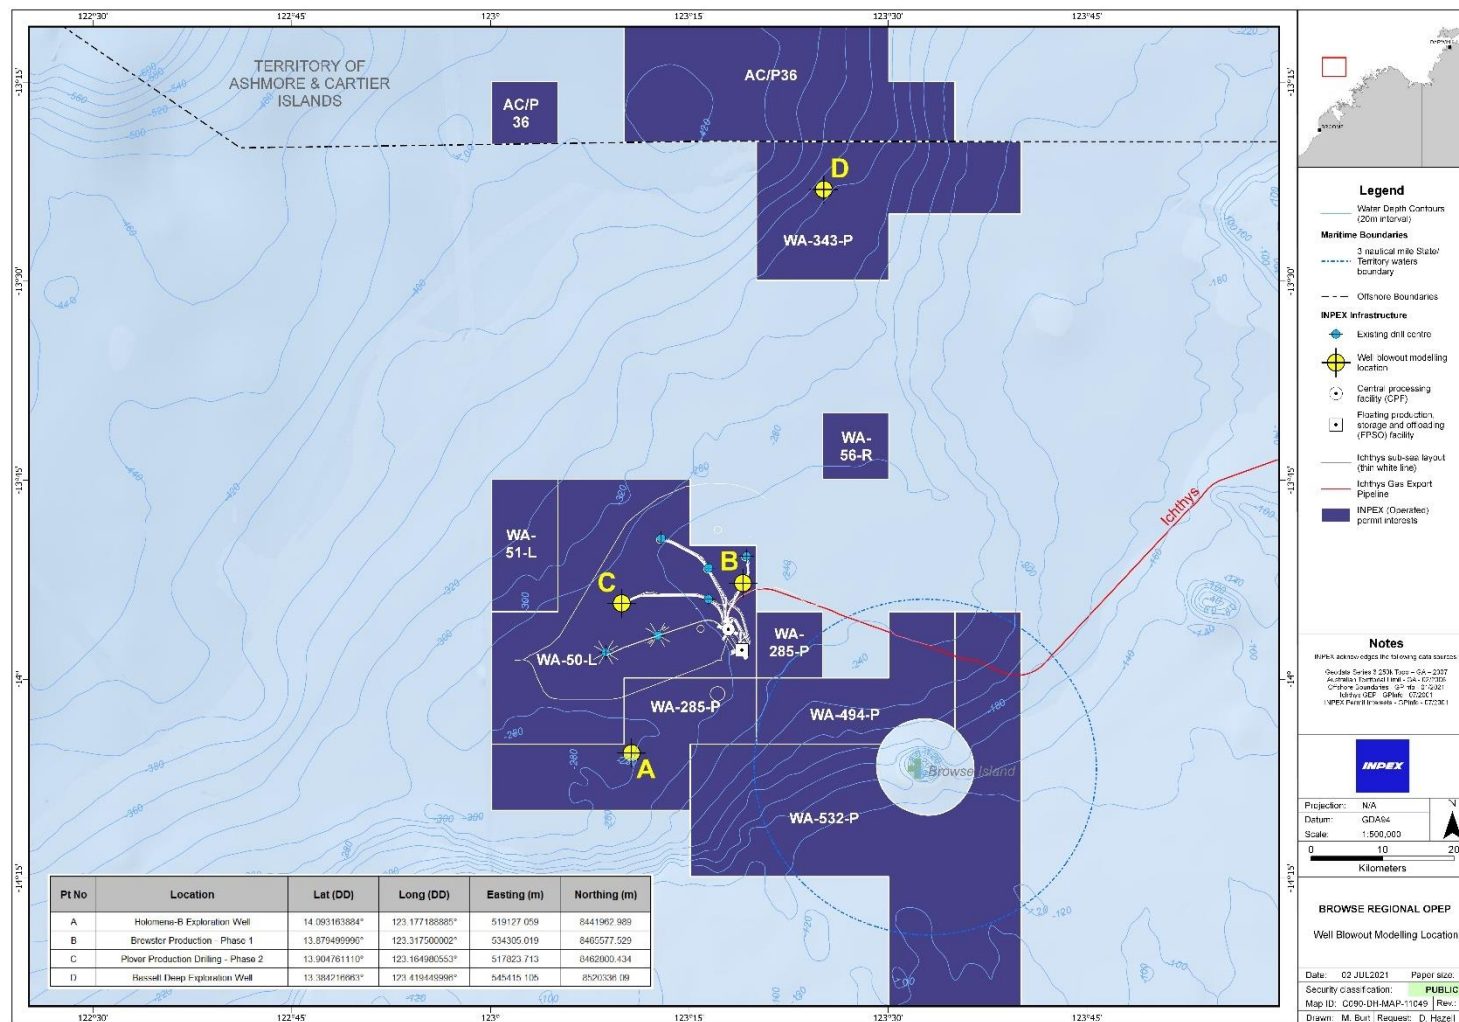 122°30'
122°45'
123°
123°15'
123°30'
123°45'
-13°15'
-13°30'
-13°45'
-14°
-14°15'
TERRITORY OF
ASHMORE & CARTIER
ISLANDS
AC/P
36
AC/P36
D
WA-343-P
WA-
56-R
WA-
51-L
B
C
WA-50-L
WA-
285-P
WA-285-P
WA-494-P
A
Browse Island
WA-532-P
Ichthys
Pt No Location Lat (DD) Long (DD) Easting (m) Northing (m)
A Holomena-B Exploration Well 14.093163884° 123.177188885° 519127.059 8441962.989
B Brewster Production - Phase 1 13.879499996° 123.317500002° 534305.019 8465577.529
C Plover Production Drilling - Phase 2 13.904761110° 123.164980553° 517823.713 8462800.434
D Bassett Deep Exploration Well 13.384216663° 123.419449996° 545415.105 8520336.09
Legend
Water Depth Contours
(20m interval)
Maritime Boundaries
3 nautical mile State/
Territory waters
boundary
Offshore Boundaries
INPEX Infrastructure
Existing drill centre
Well blowout modelling
location
Central processing
facility (CPF)
Floating production,
storage and offloading
(FPSO) facility
Ichthys sub-sea layout
(thin white line)
Ichthys Gas Export
Pipeline
INPEX (Operated)
permit interests
Notes
INPEX acknowledges the following data sources
INPEX
Projection: N/A
Datum: GDA94
Scale: 1:500,000
N
0 10 20
Kilometers
BROWSE REGIONAL OPEP
Well Blowout Modelling Location
Date: 02 JUL2021 Paper size:
Security classification: PUBLIC
Map ID: C090-DH-MAP-11049 Rev.:
Drawn: M. Burt Request: D. Hazell